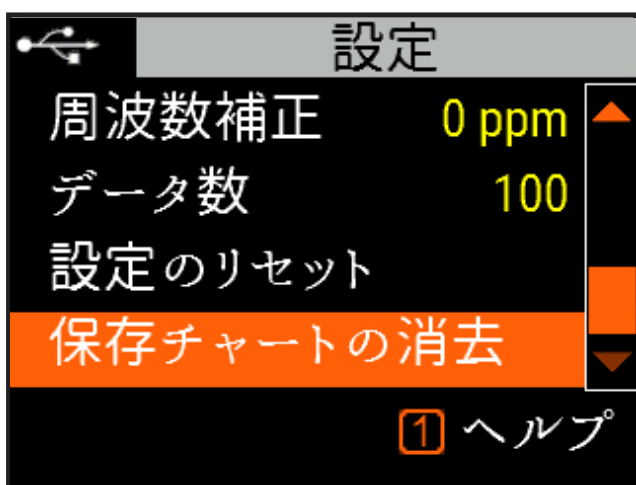 設定
周波数補正 0 ppm
データ数 100
設定のリセット
保存チャートの消去
1 ヘルプ